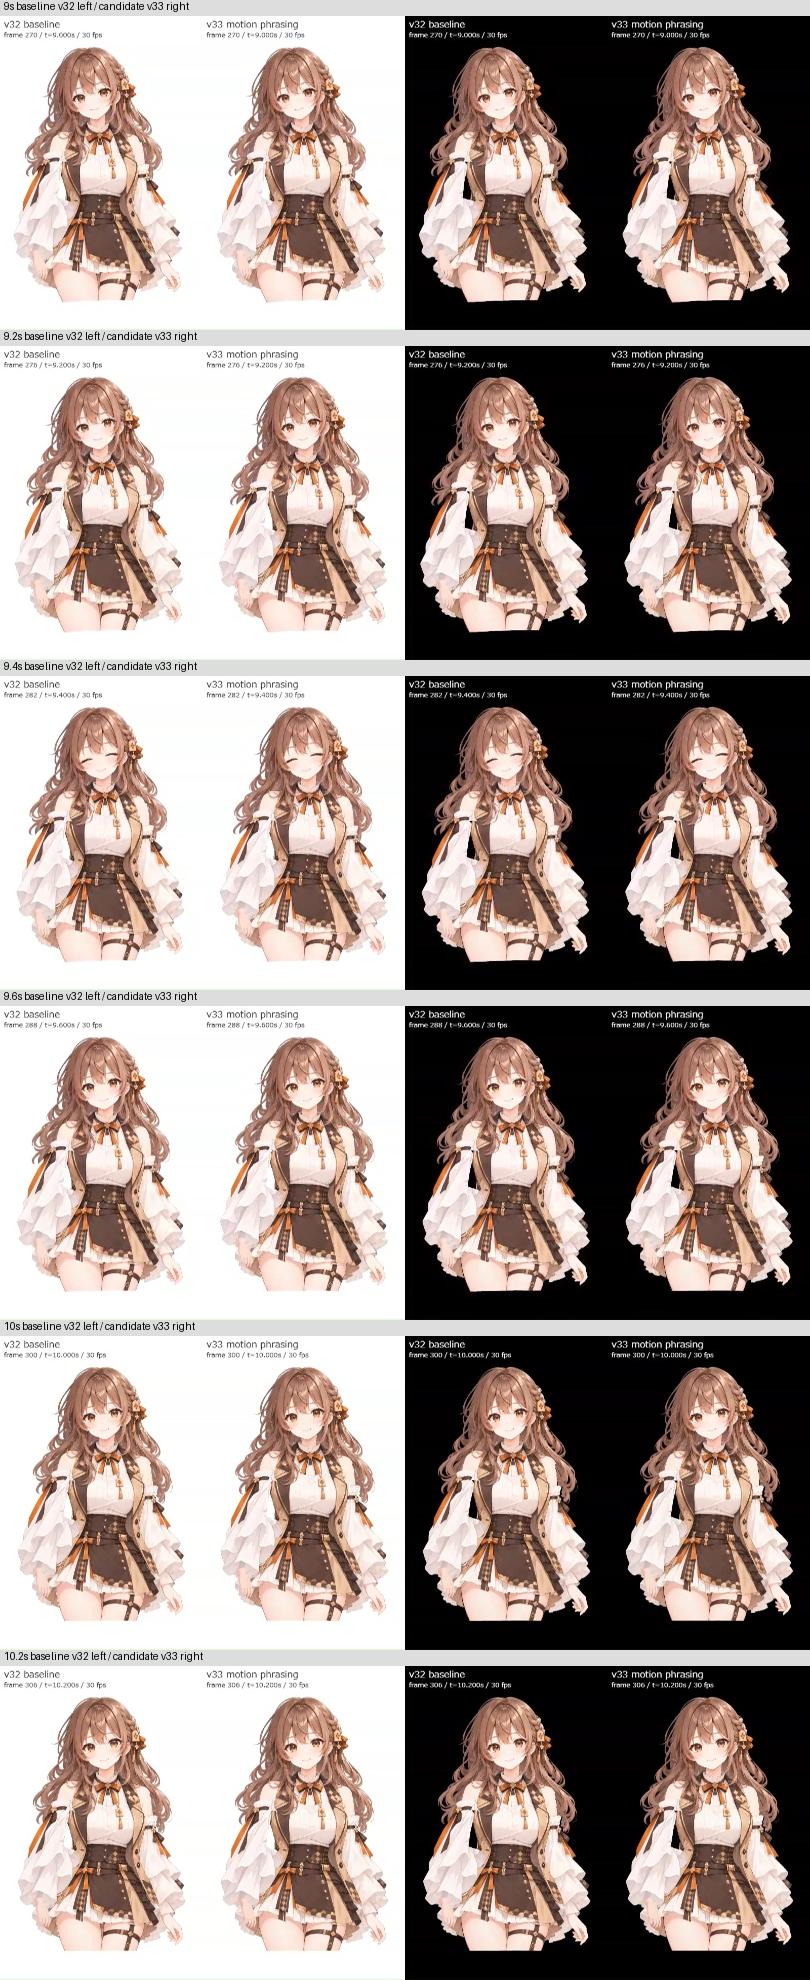 9s baseline v32 left / candidate v33 right
v32 baseline
frame 270 / t=9.000s / 30 fps
v33 motion phrasing
frame 270 / t=9.000s / 30 fps
v32 baseline
frame 270 / t=9.000s / 30 fps
v33 motion phrasing
frame 270 / t=9.000s / 30 fps
9.2s baseline v32 left / candidate v33 right
v32 baseline
frame 276 / t=9.200s / 30 fps
v33 motion phrasing
frame 276 / t=9.200s / 30 fps
v32 baseline
frame 276 / t=9.200s / 30 fps
v33 motion phrasing
frame 276 / t=9.200s / 30 fps
9.4s baseline v32 left / candidate v33 right
v32 baseline
frame 282 / t=9.400s / 30 fps
v33 motion phrasing
frame 282 / t=9.400s / 30 fps
v32 baseline
frame 282 / t=9.400s / 30 fps
v33 motion phrasing
frame 282 / t=9.400s / 30 fps
9.6s baseline v32 left / candidate v33 right
v32 baseline
frame 288 / t=9.600s / 30 fps
v33 motion phrasing
frame 288 / t=9.600s / 30 fps
v32 baseline
frame 288 / t=9.600s / 30 fps
v33 motion phrasing
frame 288 / t=9.600s / 30 fps
10s baseline v32 left / candidate v33 right
v32 baseline
frame 300 / t=10.000s / 30 fps
v33 motion phrasing
frame 300 / t=10.000s / 30 fps
v32 baseline
frame 300 / t=10.000s / 30 fps
v33 motion phrasing
frame 300 / t=10.000s / 30 fps
10.2s baseline v32 left / candidate v33 right
v32 baseline
frame 306 / t=10.200s / 30 fps
v33 motion phrasing
frame 306 / t=10.200s / 30 fps
v32 baseline
frame 306 / t=10.200s / 30 fps
v33 motion phrasing
frame 306 / t=10.200s / 30 fps